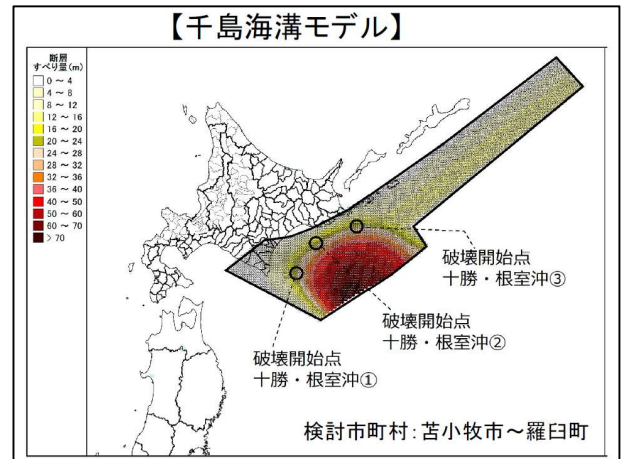 【千島海溝モデル】
断層
すべり量(m)
0 ~ 4
4 ~ 8
8 ~ 12
12 ~ 16
16 ~ 20
20 ~ 24
24 ~ 28
28 ~ 32
32 ~ 36
36 ~ 40
40 ~ 50
50 ~ 60
60 ~ 70
> 70
破壊開始点
十勝・根室沖③
破壊開始点
十勝・根室沖②
破壊開始点
十勝・根室沖①
検討市町村:苫小牧市~羅臼町